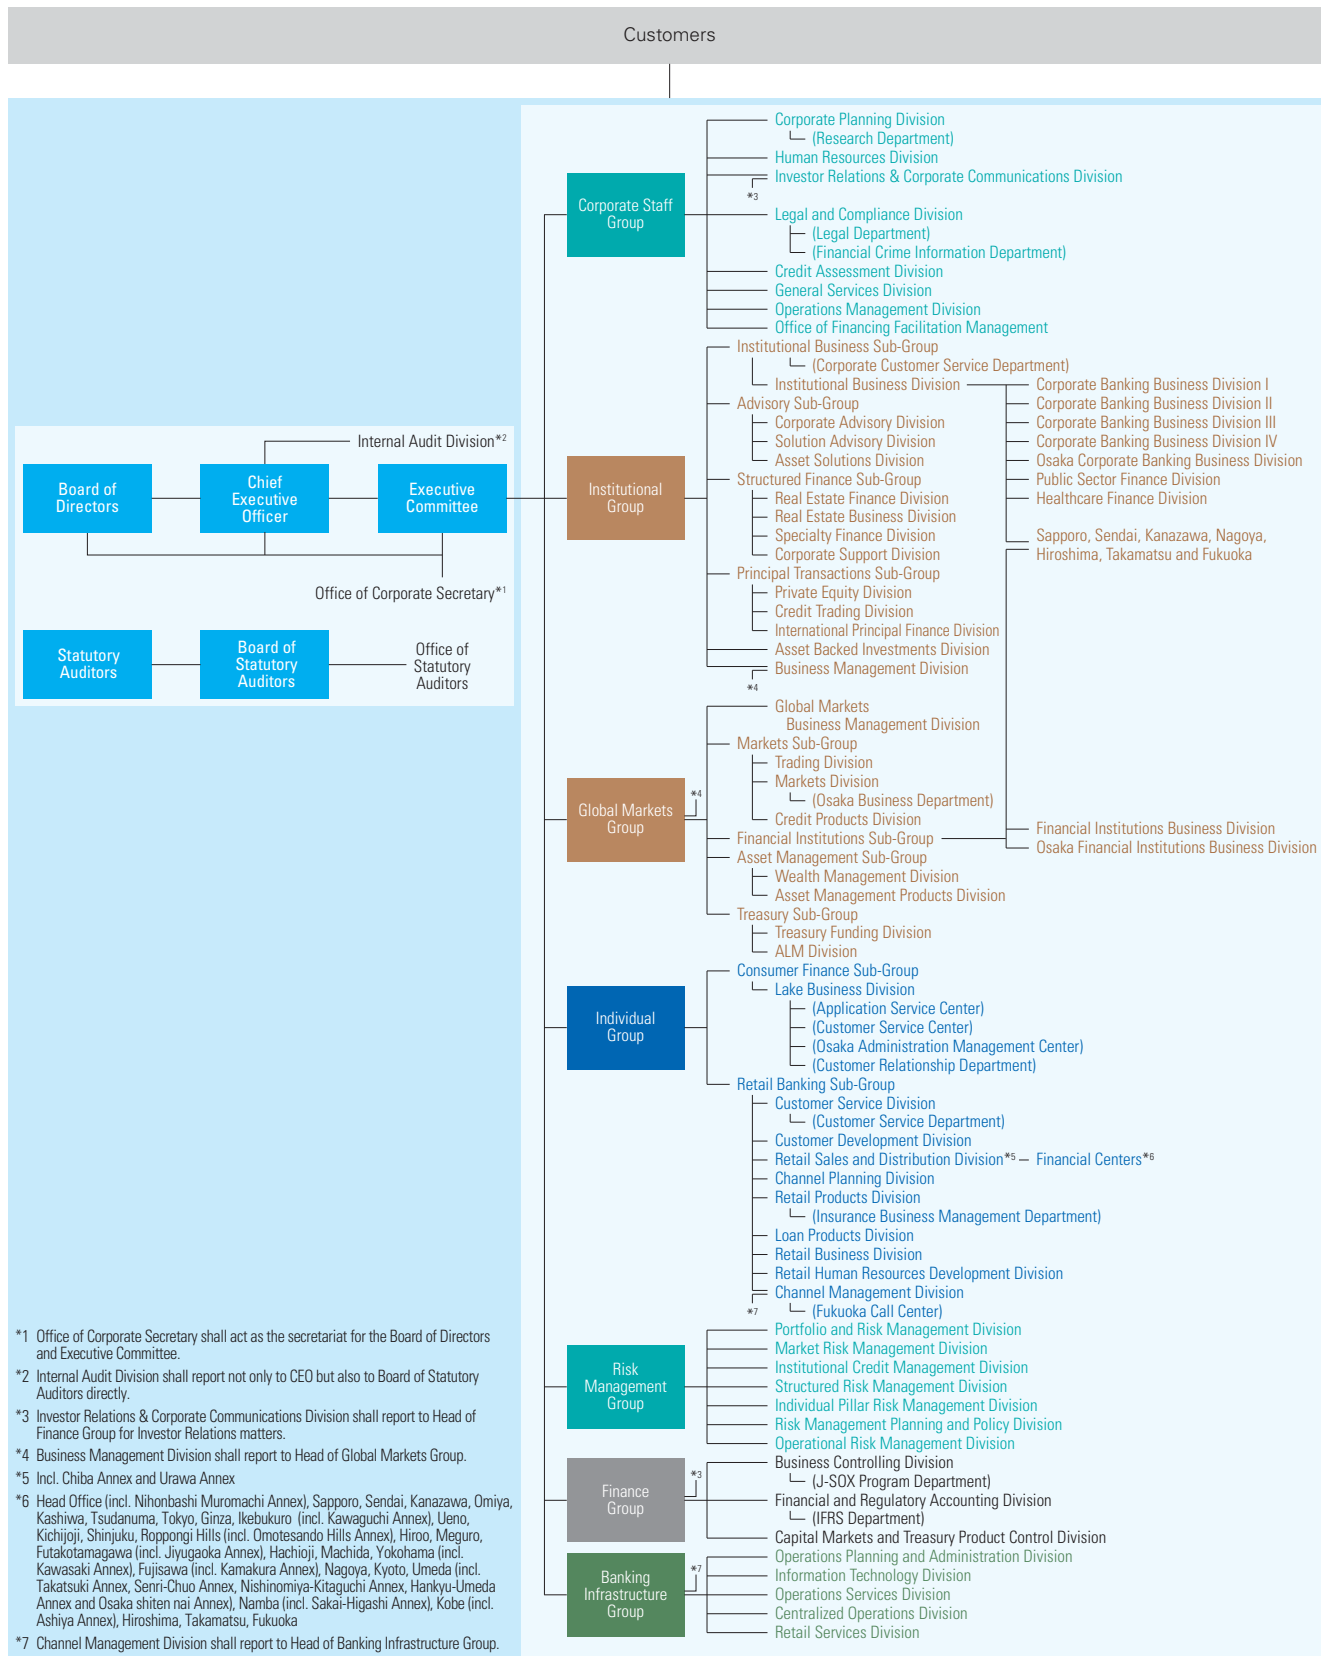 Customers
Internal Audit Division*2
Board of
Directors
Chief
Executive
Officer
Executive
Committee
Office of Corporate Secretary*1
Statutory
Auditors
Board of
Statutory
Auditors
Office of
Statutory
Auditors
Corporate Staff
Group
Corporate Planning Division
(Research Department)
Human Resources Division
Investor Relations & Corporate Communications Division
*3
Legal and Compliance Division
(Legal Department)
(Financial Crime Information Department)
Credit Assessment Division
General Services Division
Operations Management Division
Office of Financing Facilitation Management
Institutional
Group
Institutional Business Sub-Group
(Corporate Customer Service Department)
Institutional Business Division
Advisory Sub-Group
Corporate Advisory Division
Solution Advisory Division
Asset Solutions Division
Structured Finance Sub-Group
Real Estate Finance Division
Real Estate Business Division
Specialty Finance Division
Corporate Support Division
Principal Transactions Sub-Group
Private Equity Division
Credit Trading Division
International Principal Finance Division
Asset Backed Investments Division
Business Management Division
*4
Corporate Banking Business Division I
Corporate Banking Business Division II
Corporate Banking Business Division III
Corporate Banking Business Division IV
Osaka Corporate Banking Business Division
Public Sector Finance Division
Healthcare Finance Division
Sapporo, Sendai, Kanazawa, Nagoya,
Hiroshima, Takamatsu and Fukuoka
Global Markets
Group
*4
Global Markets
Business Management Division
Markets Sub-Group
Trading Division
Markets Division
(Osaka Business Department)
Credit Products Division
Financial Institutions Sub-Group
Asset Management Sub-Group
Wealth Management Division
Asset Management Products Division
Treasury Sub-Group
Treasury Funding Division
ALM Division
Financial Institutions Business Division
Osaka Financial Institutions Business Division
Individual
Group
Consumer Finance Sub-Group
Lake Business Division
(Application Service Center)
(Customer Service Center)
(Osaka Administration Management Center)
(Customer Relationship Department)
Retail Banking Sub-Group
Customer Service Division
(Customer Service Department)
Customer Development Division
Retail Sales and Distribution Division*5
Financial Centers*6
Channel Planning Division
Retail Products Division
(Insurance Business Management Department)
Loan Products Division
Retail Business Division
Retail Human Resources Development Division
Channel Management Division
*7
(Fukuoka Call Center)
Risk
Management
Group
Portfolio and Risk Management Division
Market Risk Management Division
Institutional Credit Management Division
Structured Risk Management Division
Individual Pillar Risk Management Division
Risk Management Planning and Policy Division
Operational Risk Management Division
Finance
Group
*3
Business Controlling Division
(J-SOX Program Department)
Financial and Regulatory Accounting Division
(IFRS Department)
Capital Markets and Treasury Product Control Division
Banking
Infrastructure
Group
*7
Operations Planning and Administration Division
Information Technology Division
Operations Services Division
Centralized Operations Division
Retail Services Division
*1 Office of Corporate Secretary shall act as the secretariat for the Board of Directors
and Executive Committee.
*2 Internal Audit Division shall report not only to CEO but also to Board of Statutory
Auditors directly.
*3 Investor Relations & Corporate Communications Division shall report to Head of
Finance Group for Investor Relations matters.
*4 Business Management Division shall report to Head of Global Markets Group.
*5 Incl. Chiba Annex and Urawa Annex
*6 Head Office (incl. Nihonbashi Muromachi Annex), Sapporo, Sendai, Kanazawa, Omiya,
Kashiwa, Tsudanuma, Tokyo, Ginza, Ikebukuro (incl. Kawaguchi Annex), Ueno,
Kichijoji, Shinjuku, Roppongi Hills (incl. Omotesando Hills Annex), Hiroo, Meguro,
Futakotamagawa (incl. Jiyugaoka Annex), Hachioji, Machida, Yokohama (incl.
Kawasaki Annex), Fujisawa (incl. Kamakura Annex), Nagoya, Kyoto, Umeda (incl.
Takatsuki Annex, Senri-Chuo Annex, Nishinomiya-Kitaguchi Annex, Hankyu-Umeda
Annex and Osaka shiten nai Annex), Namba (incl. Sakai-Higashi Annex), Kobe (incl.
Ashiya Annex), Hiroshima, Takamatsu, Fukuoka
*7 Channel Management Division shall report to Head of Banking Infrastructure Group.